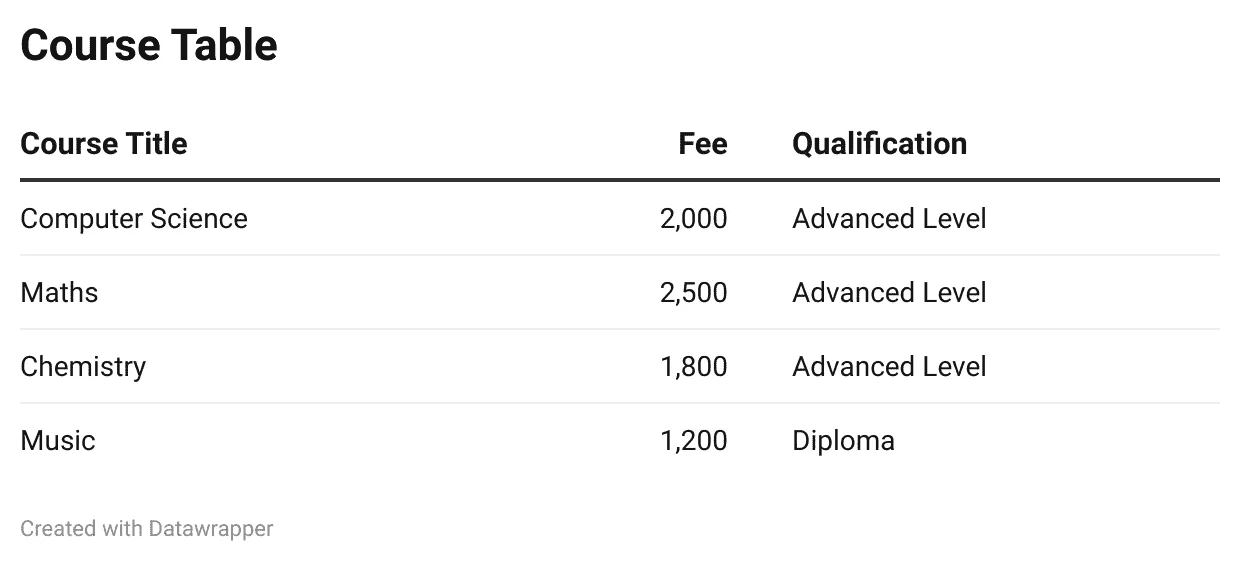 Course Table
Course Title Fee Qualification
Computer Science 2,000 Advanced Level
Maths 2,500 Advanced Level
Chemistry 1,800 Advanced Level
Music 1,200 Diploma
Created with Datawrapper